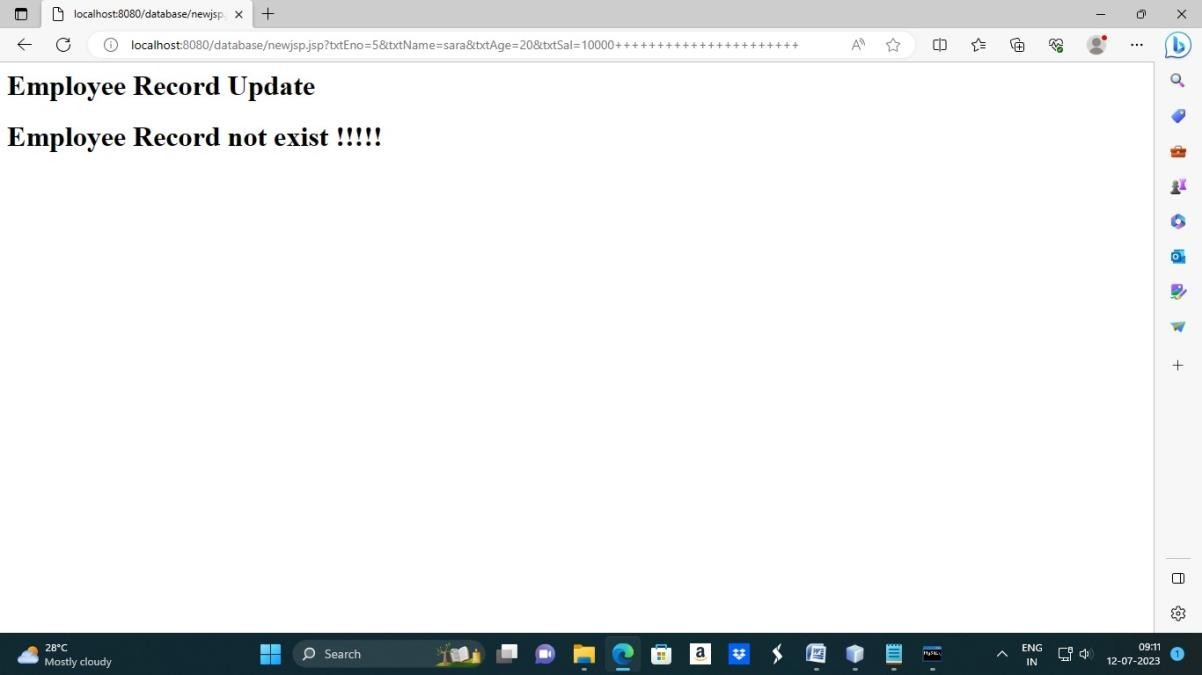 localhost:8080/database/newjsp.
localhost:8080/database/newjsp.jsp?txtEno=5&txtName=sara&txtAge=20&txtSal=10000++++++++++++++++++++++
Employee Record Update
Employee Record not exist !!!!!
28°C
Mostly cloudy
Search
ENG
IN
09:11
12-07-2023
1